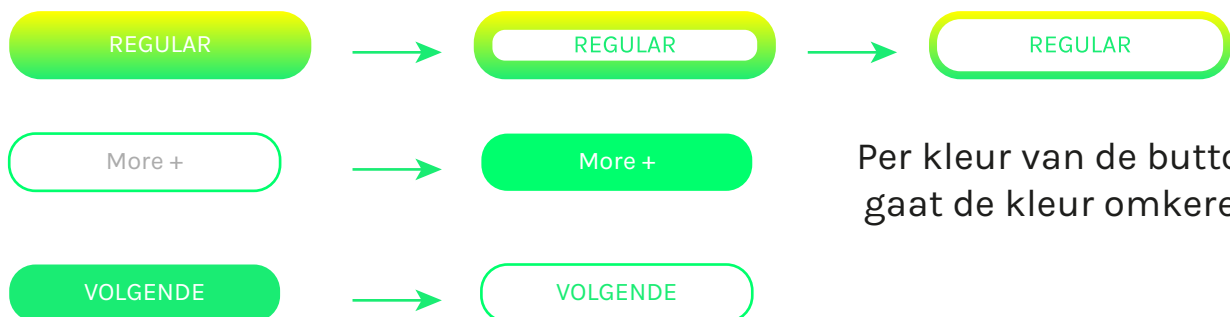 REGULAR
REGULAR
REGULAR
More +
More +
Per kleur van de butto
gaat de kleur omkere
VOLGENDE
VOLGENDE